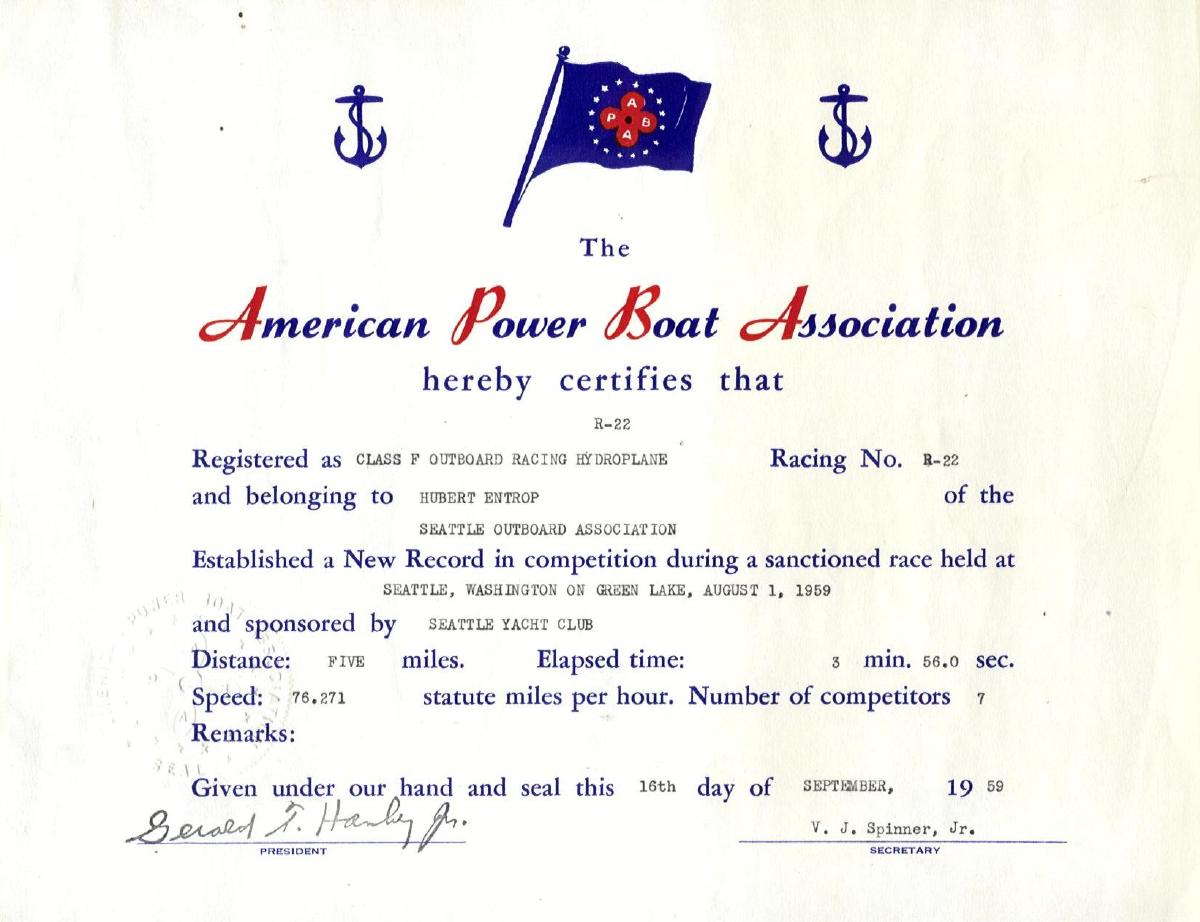 A
P B
A
The
American Power Boat Association
hereby certifies that
R-22
Registered as CLASS F OUTBOARD RACING HYDROPLANE Racing No. R-22
and belonging to HUBERT ENTROP of the
SEATTLE OUTBOARD ASSOCIATION
Established a New Record in competition during a sanctioned race held at
SEATTLE, WASHINGTON ON GREEN LAKE, AUGUST 1, 1959
and sponsored by SEATTLE YACHT CLUB
Distance: FIVE miles. Elapsed time: 3 min. 56.0 sec.
Speed: 76.271 statute miles per hour. Number of competitors 7
Remarks:
SEAL
Given under our hand and seal this 16th day of SEPTEMBER, 19 59
Gerald T. Hanley Jr. V. J. Spinner, Jr.
PRESIDENT SECRETARY